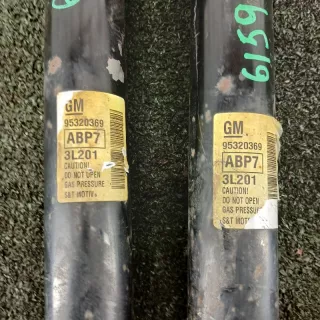 GM
95320369
ABP7
3L201
CAUTION!
DO NOT OPEN
GAS PRESSURE
S&T MOTIV
6159
GM
95320369
ABP7
3L201
CAUTION!
DO NOT OPEN
GAS PRESSURE
S&T